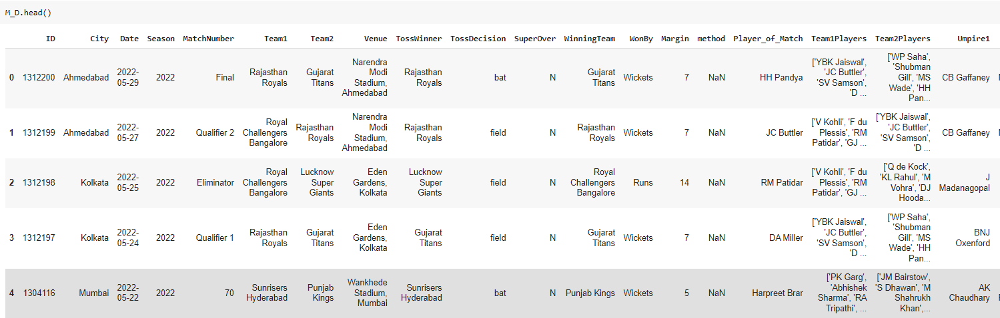 M_D.head()
ID City Date Season MatchNumber Team1 Team2 Venue TossWinner TossDecision SuperOver WinningTeam WonBy Margin method Player_of_Match Team1Players Team2Players Umpire1
0 1312200 Ahmedabad 2022-05-29 2022 Final Rajasthan Royals Gujarat Titans Narendra Modi Stadium, Ahmedabad Rajasthan Royals bat N Gujarat Titans Wickets 7 NaN HH Pandya ['YBK Jaiswal', 'JC Buttler', 'SV Samson', 'D ... ['WP Saha', 'Shubman Gill', 'MS Wade', 'HH Pan... CB Gaffaney
1 1312199 Ahmedabad 2022-05-27 2022 Qualifier 2 Royal Challengers Bangalore Rajasthan Royals Narendra Modi Stadium, Ahmedabad Rajasthan Royals field N Rajasthan Royals Wickets 7 NaN JC Buttler ['V Kohli', 'F du Plessis', 'RM Patidar', 'GJ ... ['YBK Jaiswal', 'JC Buttler', 'SV Samson', 'D ... CB Gaffaney
2 1312198 Kolkata 2022-05-25 2022 Eliminator Royal Challengers Bangalore Lucknow Super Giants Eden Gardens, Kolkata Lucknow Super Giants field N Royal Challengers Bangalore Runs 14 NaN RM Patidar ['V Kohli', 'F du Plessis', 'RM Patidar', 'GJ ... ['Q de Kock', 'KL Rahul', 'M Vohra', 'DJ Hooda... J Madanagopal
3 1312197 Kolkata 2022-05-24 2022 Qualifier 1 Rajasthan Royals Gujarat Titans Eden Gardens, Kolkata Gujarat Titans field N Gujarat Titans Wickets 7 NaN DA Miller ['YBK Jaiswal', 'JC Buttler', 'SV Samson', 'D ... ['WP Saha', 'Shubman Gill', 'MS Wade', 'HH Pan... BNJ Oxenford
4 1304116 Mumbai 2022-05-22 2022 70 Sunrisers Hyderabad Punjab Kings Wankhede Stadium, Mumbai Sunrisers Hyderabad bat N Punjab Kings Wickets 5 NaN Harpreet Brar ['PK Garg', 'Abhishek Sharma', 'RA Tripathi', ... ['JM Bairstow', 'S Dhawan', 'M Shahrukh Khan',... AK Chaudhary